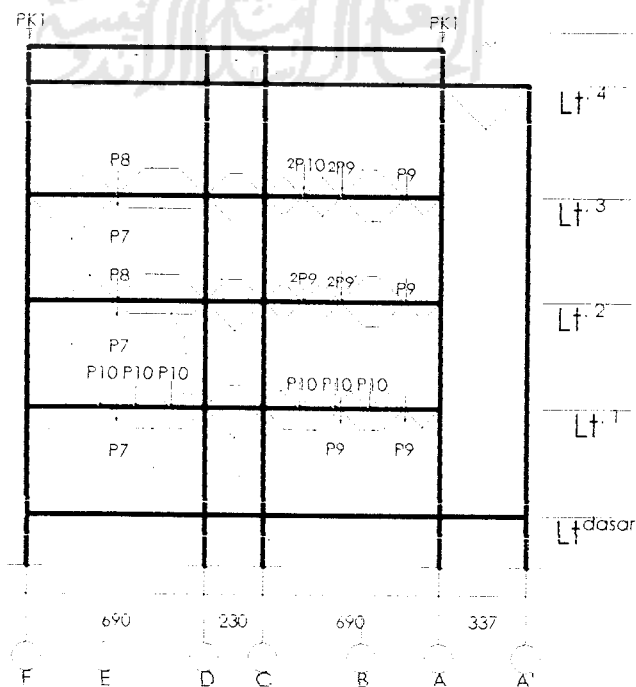 PK1 PK1
Lt. 4
P8 2P10 2P9 P9
Lt. 3
P7
P8 2P9 2P9 P9
Lt. 2
P7
P10 P10 P10 P10 P10 P10
Lt. 1
P7 P9 P9
Lt dasar
690 230 690 337
F E D C B A A'